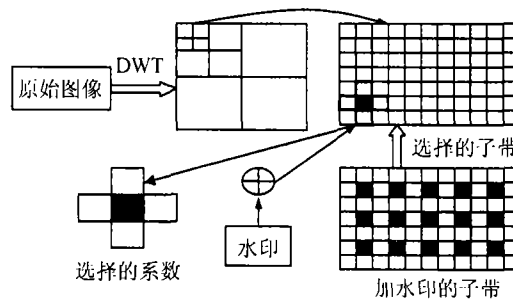 DWT
原始图像
选择的子带
水印
选择的系数
加水印的子带